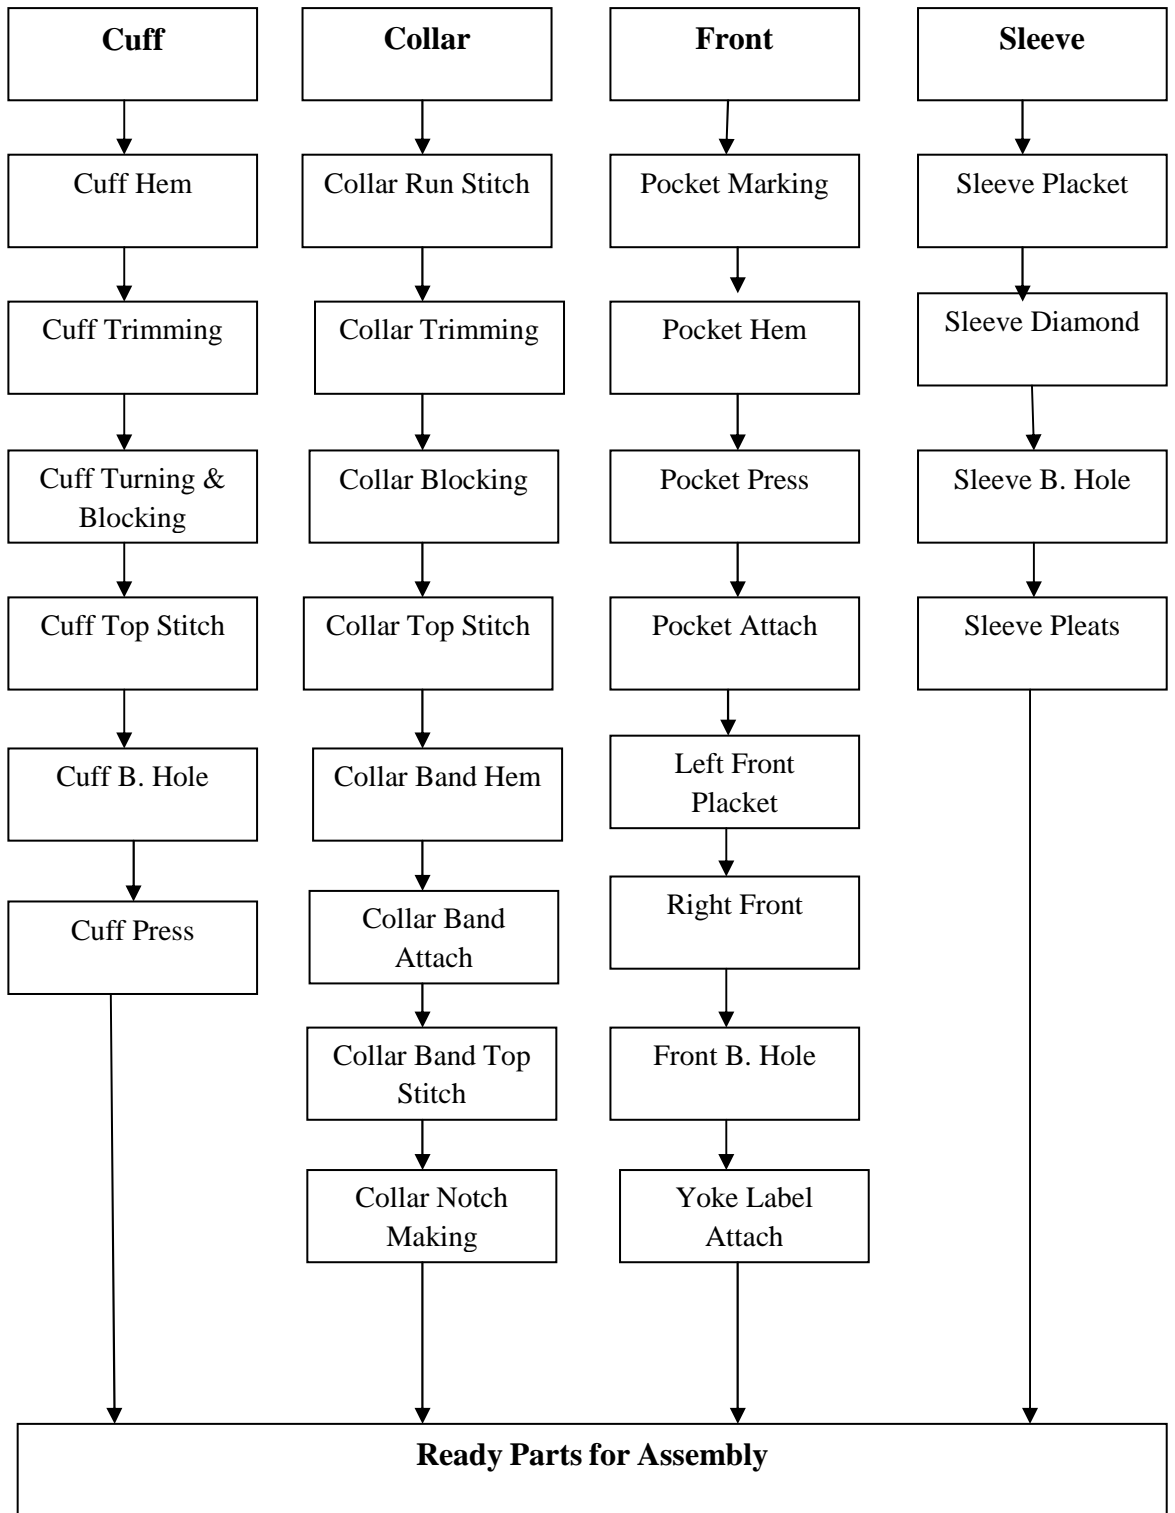 Cuff
Cuff Hem
Cuff Trimming
Cuff Turning &
Blocking
Cuff Top Stitch
Cuff B. Hole
Cuff Press
Collar
Collar Run Stitch
Collar Trimming
Collar Blocking
Collar Top Stitch
Collar Band Hem
Collar Band
Attach
Collar Band Top
Stitch
Collar Notch
Making
Front
Pocket Marking
Pocket Hem
Pocket Press
Pocket Attach
Left Front
Placket
Right Front
Front B. Hole
Yoke Label
Attach
Sleeve
Sleeve Placket
Sleeve Diamond
Sleeve B. Hole
Sleeve Pleats
Ready Parts for Assembly